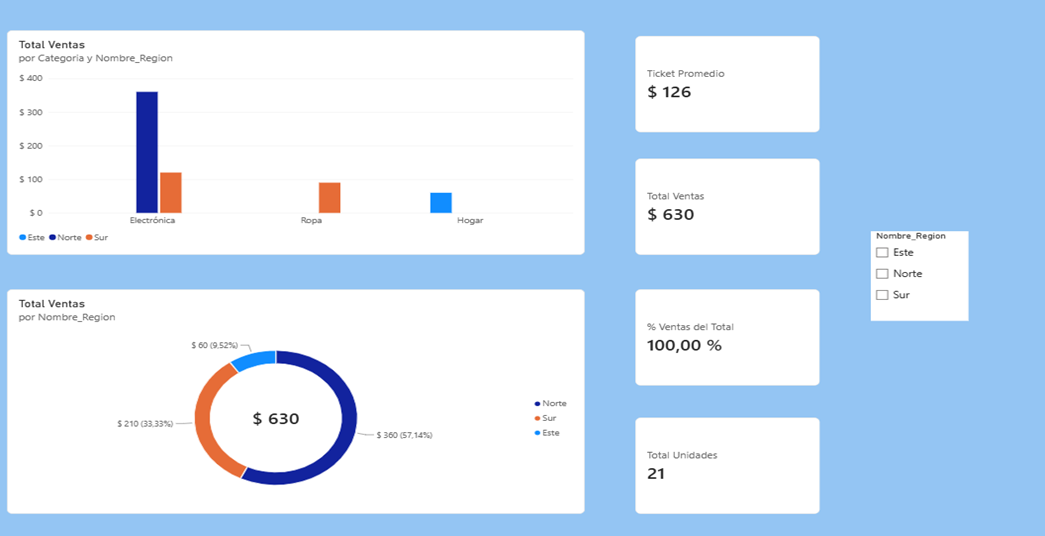 Total Ventas
por Categoria y Nombre_Region
$ 400
$ 300
$ 200
$ 100
$ 0
Electrónica Ropa Hogar
Este Norte Sur
Total Ventas
por Nombre_Region
$ 60 (9,52%)
$ 210 (33,33%)
$ 630
$ 360 (57,14%)
Norte
Sur
Este
Ticket Promedio
$ 126
Total Ventas
$ 630
% Ventas del Total
100,00 %
Total Unidades
21
Nombre_Region
Este
Norte
Sur